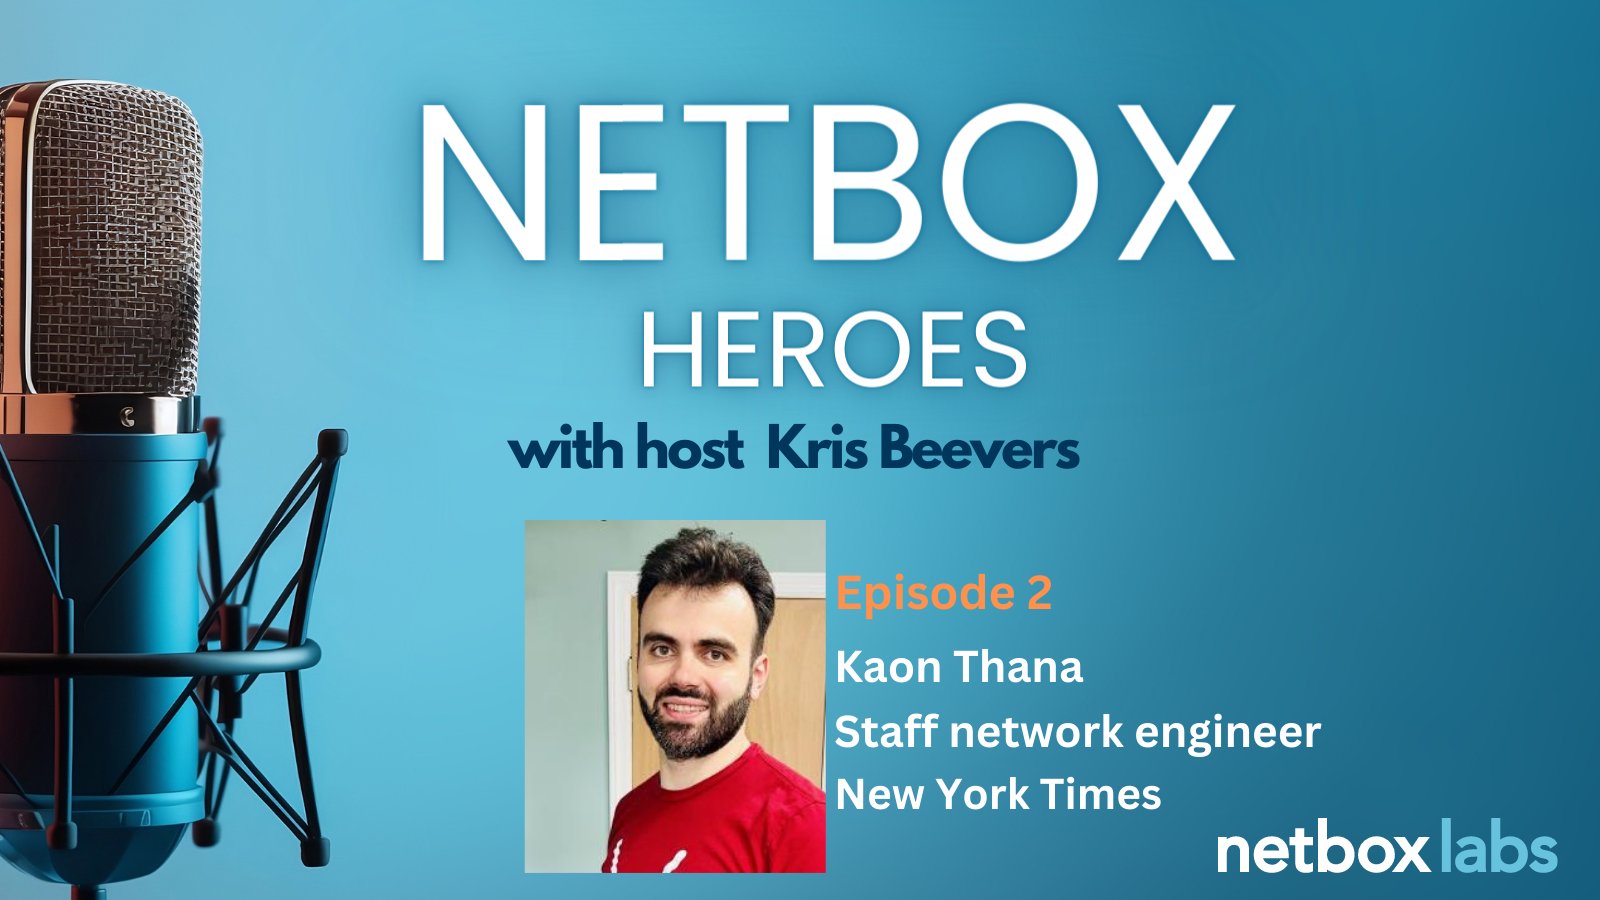 NETBOX
HEROES
with host Kris Beevers
Episode 2
Kaon Thana
Staff network engineer
New York Times
netbox labs